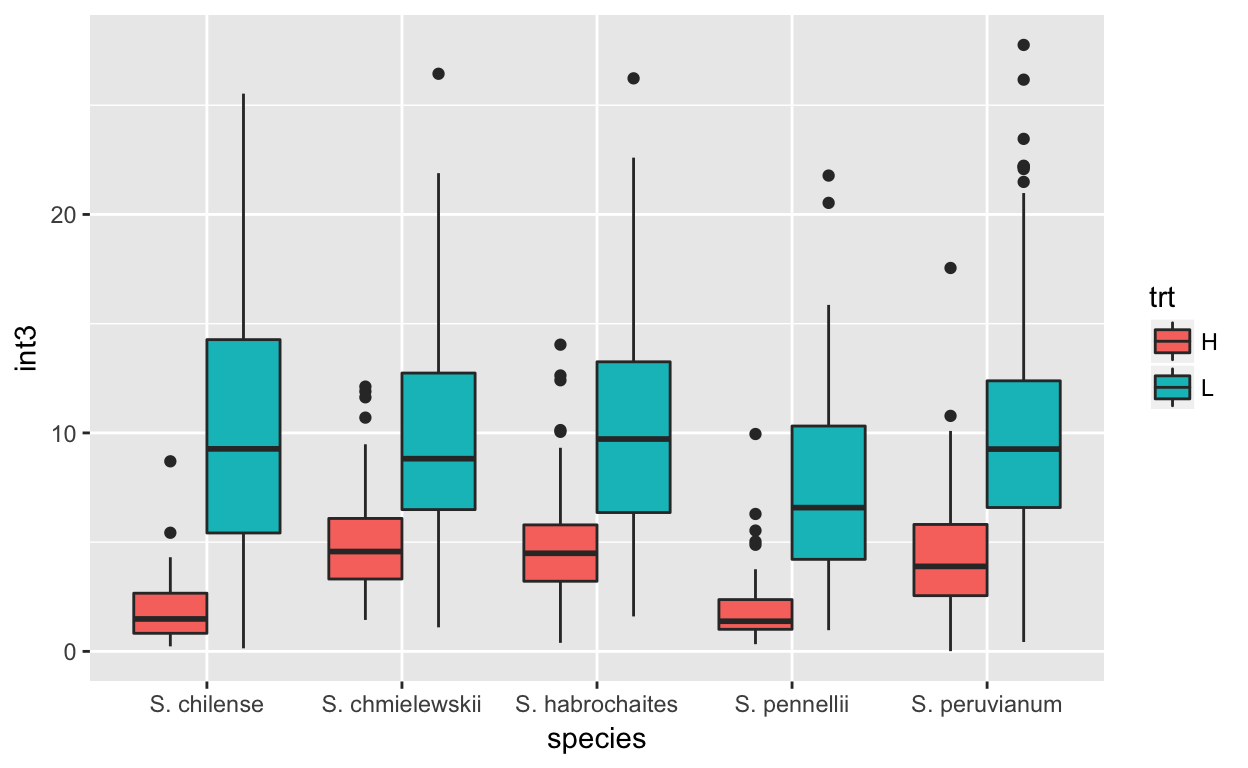 int3
20
10
0
S. chilense
S. chmielewskii
S. habrochaites
S. pennellii
S. peruvianum
species
trt
H
L